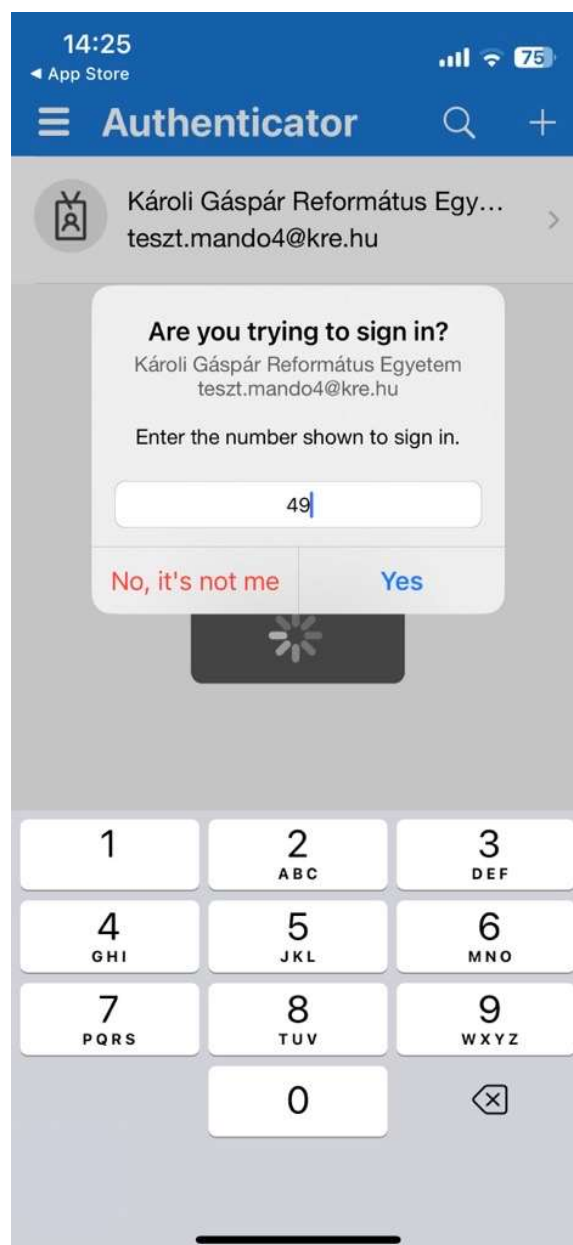 14:25
◀ App Store
75
Authenticator
Károli Gáspár Református Egy...
teszt.mando4@kre.hu
Are you trying to sign in?
Károli Gáspár Református Egyetem
teszt.mando4@kre.hu
Enter the number shown to sign in.
49
No, it's not me
Yes
1
2
3
ABC
DEF
4
5
6
GHI
JKL
MNO
7
8
9
PQRS
TUV
WXYZ
0